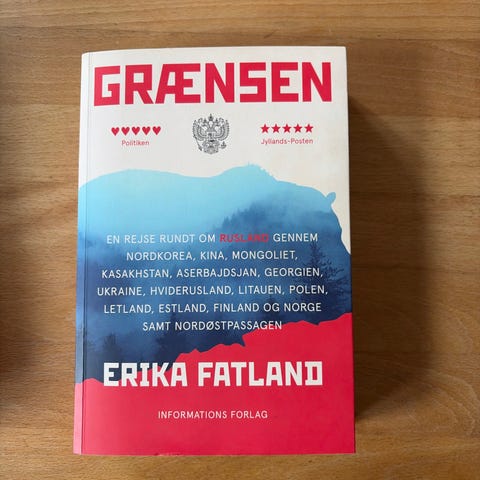 GRÆNSEN
♥♥♥♥♥
Politiken
★★★★★
Jyllands-Posten
EN REJSE RUNDT OM RUSLAND GENNEM
NORDKOREA, KINA, MONGOLIET,
KASAKHSTAN, ASERBAJDSJAN, GEORGIEN,
UKRAINE, HVIDERUSLAND, LITAUEN, POLEN,
LETLAND, ESTLAND, FINLAND OG NORGE
SAMT NORDØSTPASSAGEN
ERIKA FATLAND
INFORMATIONS FORLAG